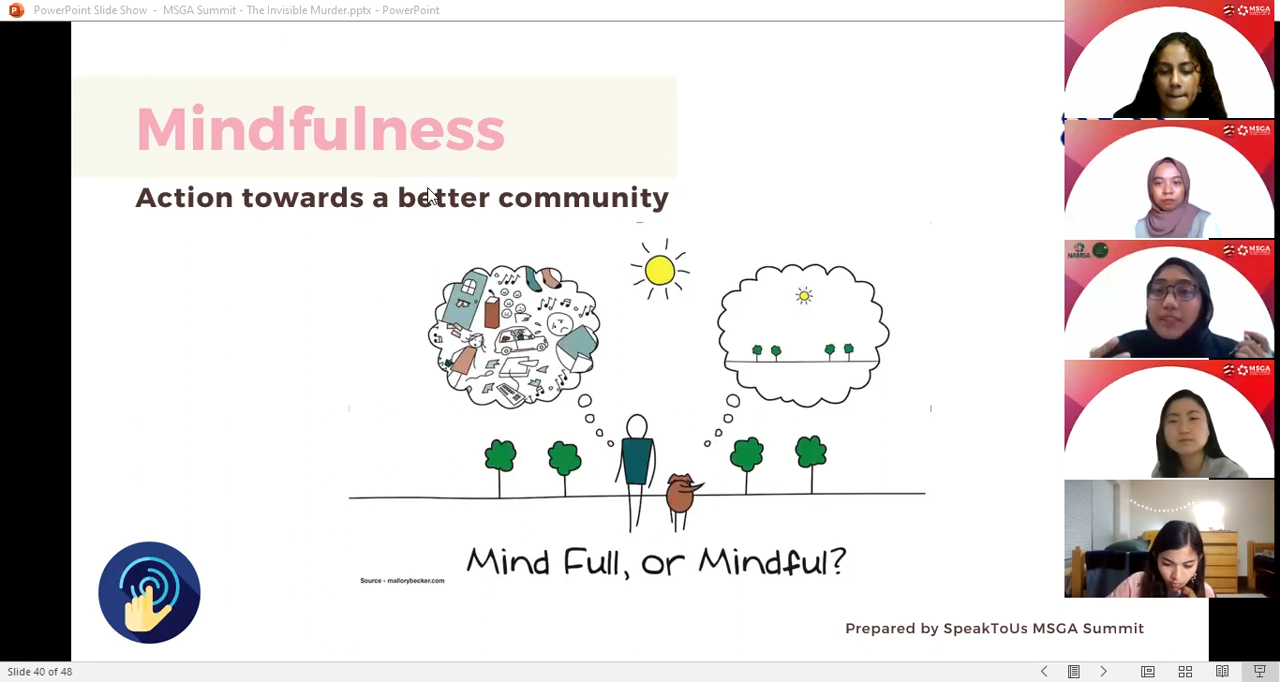 PowerPoint Slide Show - MSGA Summit - The Invisible Murder.pptx - PowerPoint
Mindfulness
Action towards a better community
Mind Full, or Mindful?
Source - mallorybecker.com
Prepared by SpeakToUs MSGA Summit
Slide 40 of 48
MSGA
MSGA
NAMSA
MSGA
MSGA